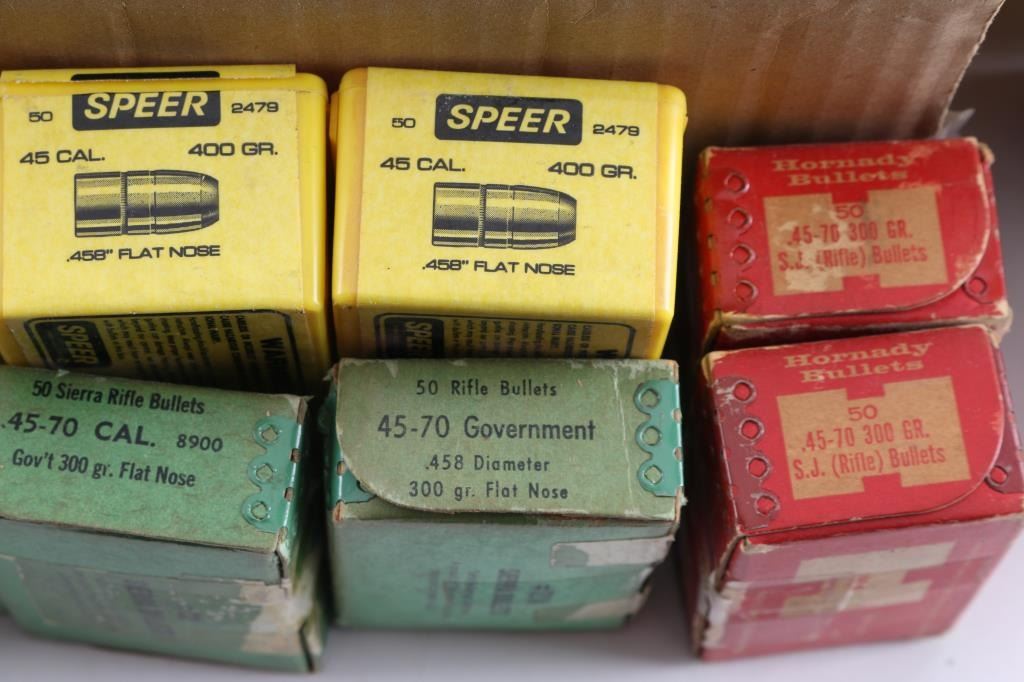 50 SPEER 2479
45 CAL. 400 GR.
.458" FLAT NOSE
SPEER
50 SPEER 2479
45 CAL. 400 GR.
.458" FLAT NOSE
SPEER
Hornady
Bullets
50
.45-70 300 GR.
S.J. (Rifle) Bullets
50 Sierra Rifle Bullets
.45-70 CAL. 8900
Gov't 300 gr. Flat Nose
50 Rifle Bullets
45-70 Government
.458 Diameter
300 gr. Flat Nose
Hornady
Bullets
50
.45-70 300 GR.
S.J. (Rifle) Bullets